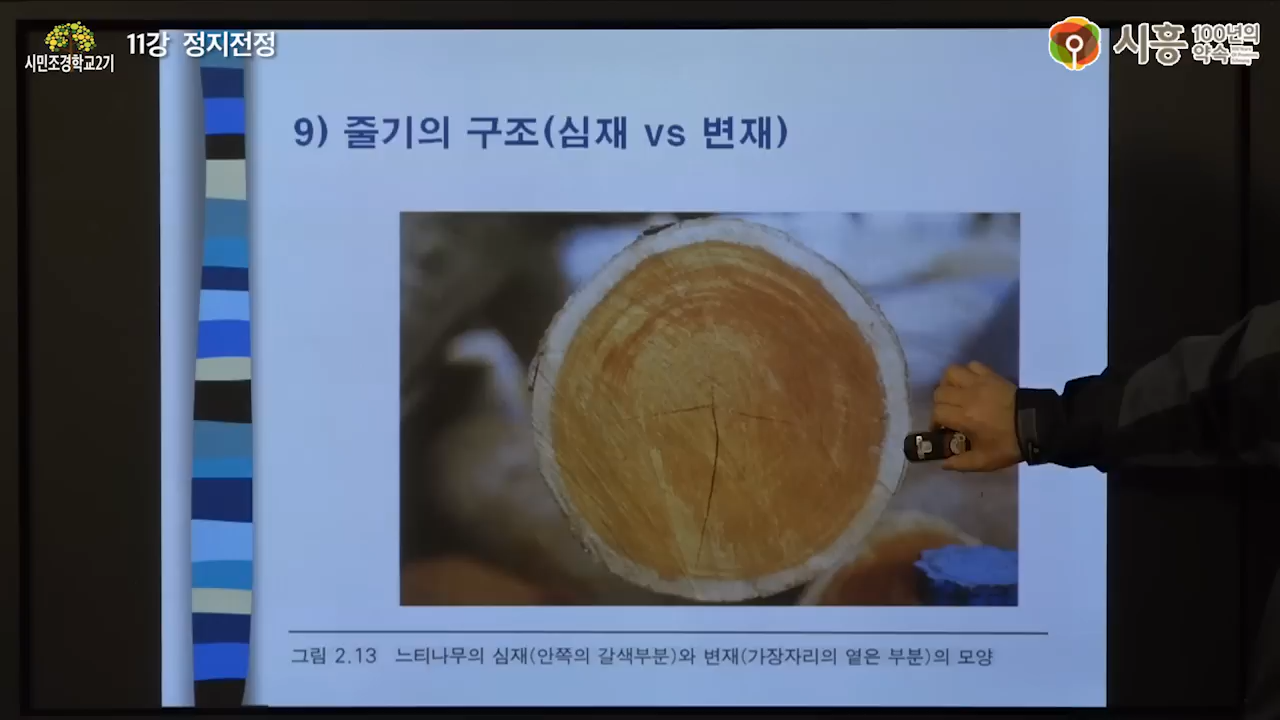 11강 정지전정
시민조경학교2기
시흥 100년의 약속
9) 줄기의 구조(심재 vs 변재)
그림 2.13 느티나무의 심재(안쪽의 갈색부분)와 변재(가장자리의 옅은 부분)의 모양